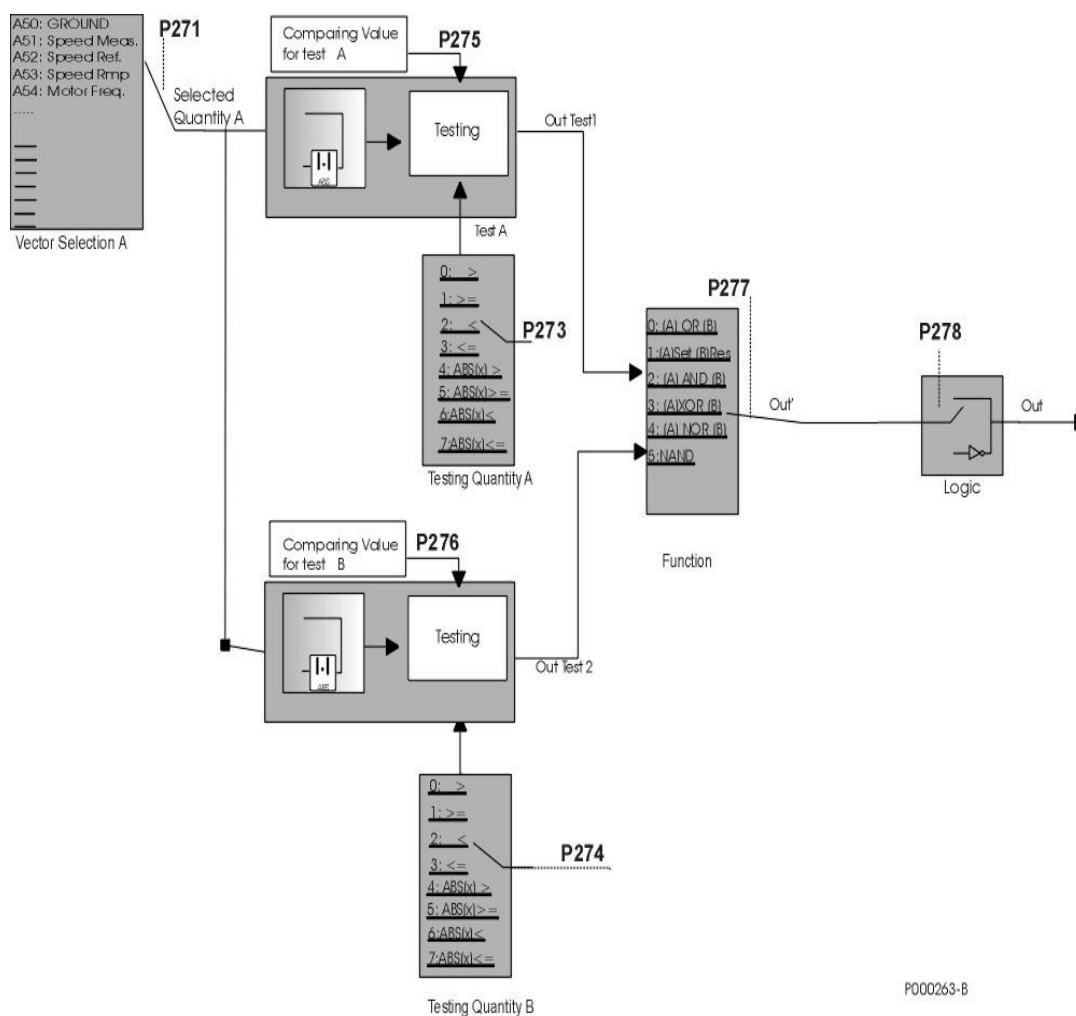 A50: GROUND
A51: Speed Meas.
A52: Speed Ref.
A53: Speed Rmp
A54: Motor Freq.
.....
Vector Selection A
P271
Selected
Quantity A
Comparing Value
for test A
P275
ABS
Testing
Out Test1
Test A
0: >
1: >=
2: <
3: <=
4: ABS(x) >
5: ABS(x)>=
6:ABS(x)<
7:ABS(x)<=
P273
Testing Quantity A
Comparing Value
for test B
P276
ABS
Testing
Out Test 2
0: >
1: >=
2: <
3: <=
4: ABS(x) >
5: ABS(x)>=
6:ABS(x)<
7:ABS(x)<=
P274
Testing Quantity B
P277
0: (A) OR (B)
1:(A)Set (B)Res
2: (A) AND (B)
3: (A)XOR (B)
4: (A) NOR (B)
5:NAND
Function
Out'
P278
Logic
Out
P000263-B